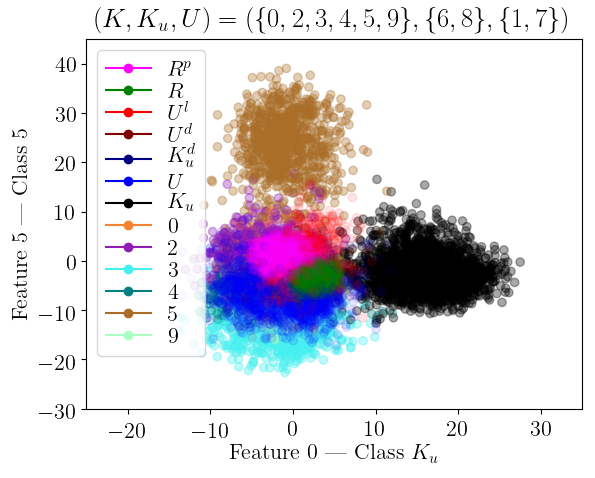 (K, K_u, U) = ({0, 2, 3, 4, 5, 9}, {6, 8}, {1, 7})
Feature 5 — Class 5
40
30
20
10
0
−10
−20
−30
R^p
R
U^l
U^d
K_u^d
U
K_u
0
2
3
4
5
9
−20 −10 0 10 20 30
Feature 0 — Class K_u